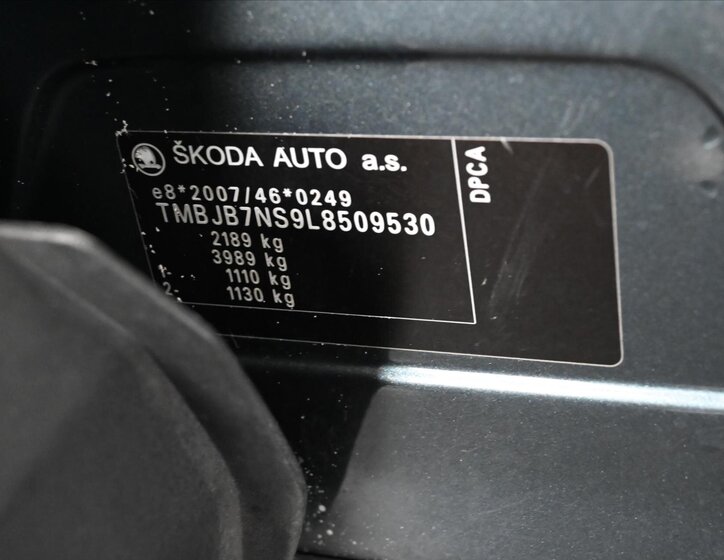 ŠKODA AUTO a.s.
DPCA
e8*2007/46*0249
TMBJB7NS9L8509530
2189 kg
3989 kg
1- 1110 kg
2- 1130 kg